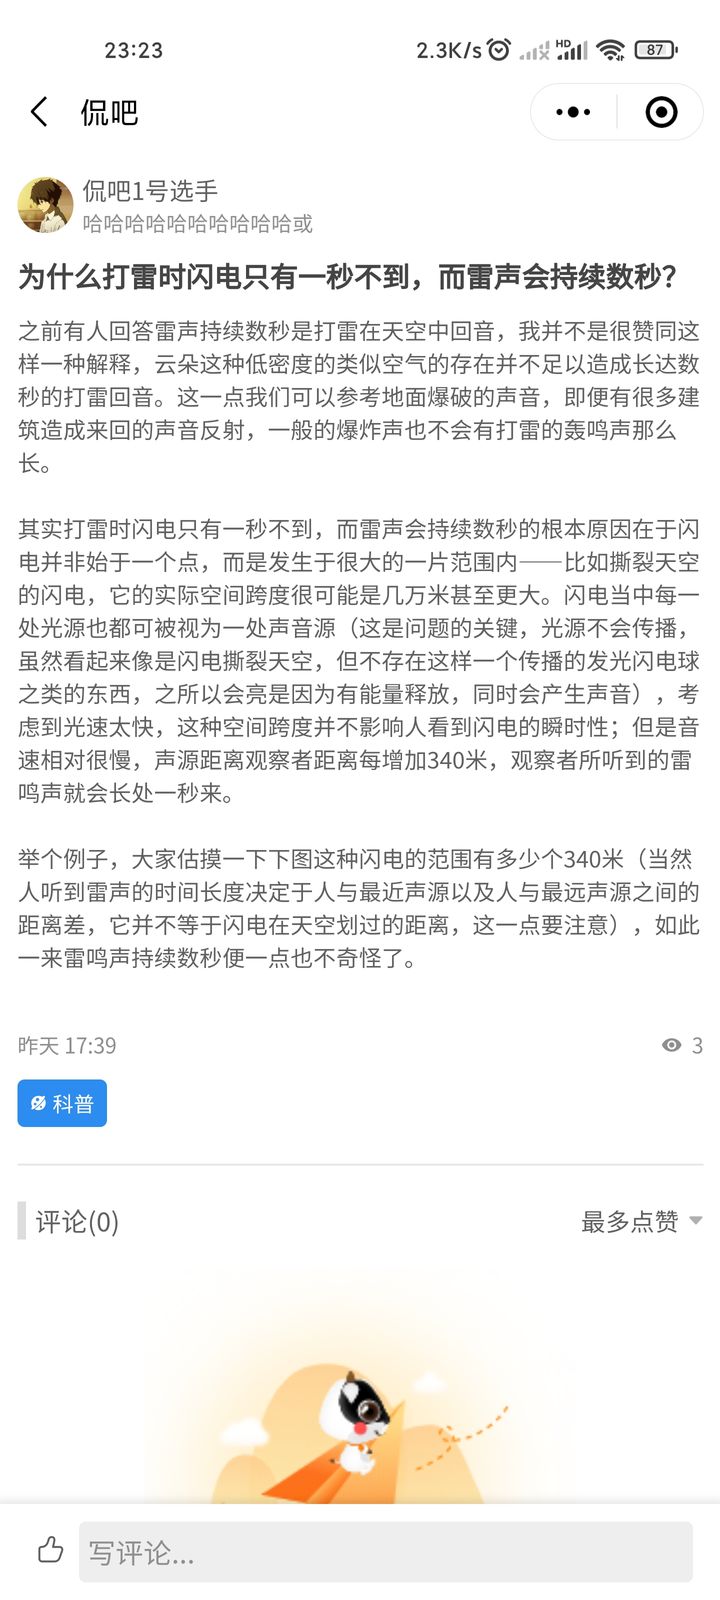 23:23
2.3K/s
HD
87
侃吧
侃吧1号选手
哈哈哈哈哈哈哈哈哈哈或
为什么打雷时闪电只有一秒不到，而雷声会持续数秒？
之前有人回答雷声持续数秒是打雷在天空中回音，我并不是很赞同这
样一种解释，云朵这种低密度的类似空气的存在并不足以造成长达数
秒的打雷回音。这一点我们可以参考地面爆破的声音，即便有很多建
筑造成来回的声音反射，一般的爆炸声也不会有打雷的轰鸣声那么
长。
其实打雷时闪电只有一秒不到，而雷声会持续数秒的根本原因在于闪
电并非始于一个点，而是发生于很大的一片范围内——比如撕裂天空
的闪电，它的实际空间跨度很可能是几万米甚至更大。闪电当中每一
处光源也都可被视为一处声音源（这是问题的关键，光源不会传播，
虽然看起来像是闪电撕裂天空，但不存在这样一个传播的发光闪电球
之类的东西，之所以会亮是因为有能量释放，同时会产生声音），考
虑到光速太快，这种空间跨度并不影响人看到闪电的瞬时性；但是音
速相对很慢，声源距离观察者距离每增加340米，观察者所听到的雷
鸣声就会长处一秒来。
举个例子，大家估摸一下下图这种闪电的范围有多少个340米（当然
人听到雷声的时间长度决定于人与最近声源以及人与最远声源之间的
距离差，它并不等于闪电在天空划过的距离，这一点要注意），如此
一来雷鸣声持续数秒便一点也不奇怪了。
昨天 17:39
3
科普
评论(0)
最多点赞
写评论...